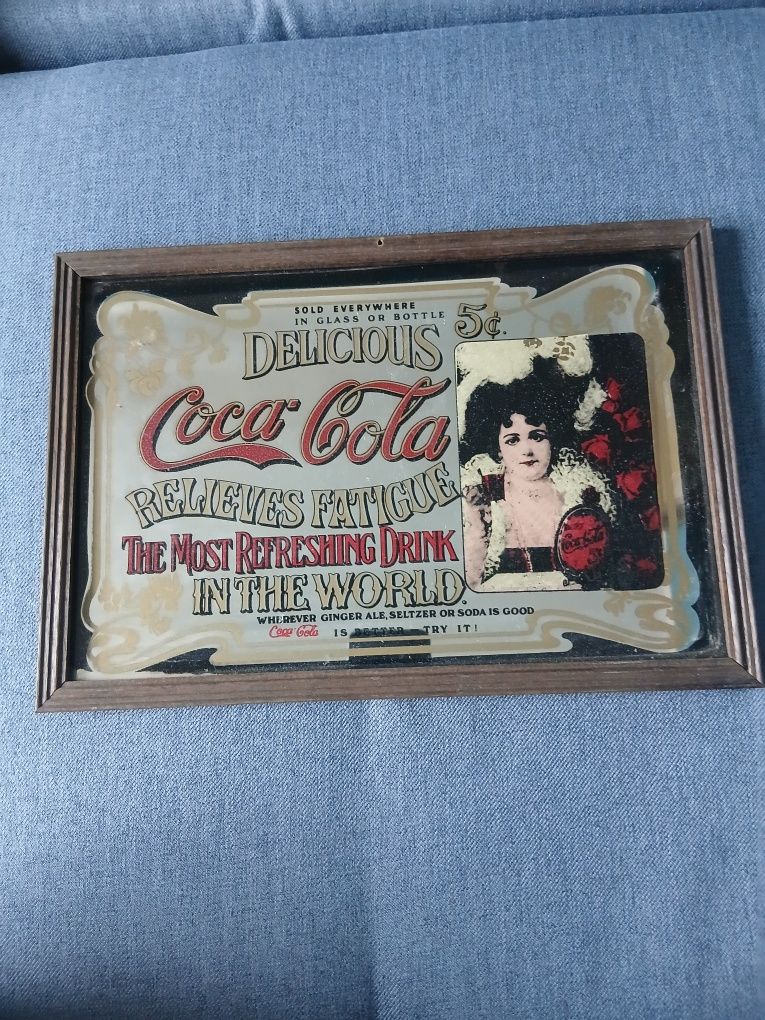 SOLD EVERYWHERE
IN GLASS OR BOTTLE
5¢.
DELICIOUS
Coca-Cola
RELIEVES FATIGUE
THE MOST REFRESHING DRINK
IN THE WORLD.
WHEREVER GINGER ALE, SELTZER OR SODA IS GOOD
Coca-Cola IS BETTER - TRY IT!
Coca-Cola